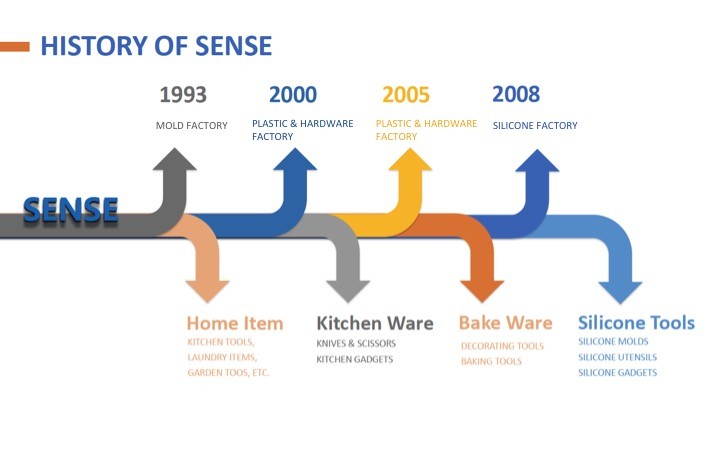 HISTORY OF SENSE
1993
2000
2005
2008
MOLD FACTORY
PLASTIC & HARDWARE
FACTORY
PLASTIC & HARDWARE
FACTORY
SILICONE FACTORY
SENSE
Home Item
KITCHEN TOOLS,
LAUNDRY ITEMS,
GARDEN TOOS, ETC.
Kitchen Ware
KNIVES & SCISSORS
KITCHEN GADGETS
Bake Ware
DECORATING TOOLS
BAKING TOOLS
Silicone Tools
SILICONE MOLDS
SILICONE UTENSILS
SILICONE GADGETS